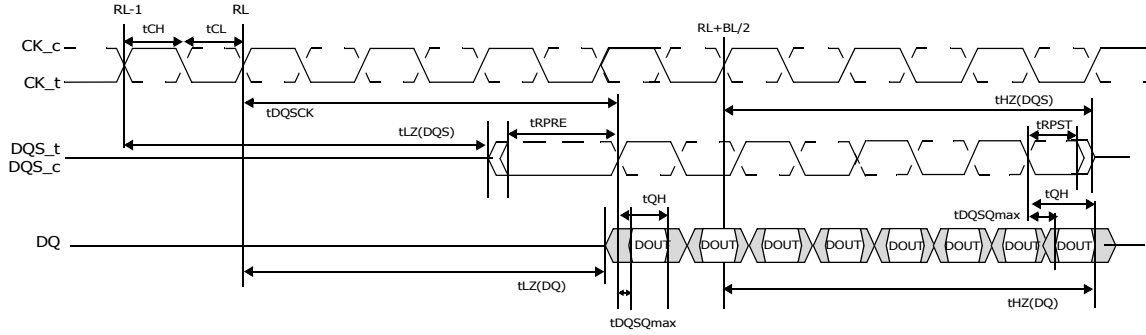 RL-1
RL
tCH
tCL
RL+BL/2
CK_c
CK_t
tDQSCK
tHZ(DQS)
tLZ(DQS)
tRPRE
tRPST
DQS_t
DQS_c
tQH
tQH
tDQSQmax
DQ
DOUT DOUT DOUT DOUT DOUT DOUT DOUT DOUT
tLZ(DQ)
tHZ(DQ)
tDQSQmax